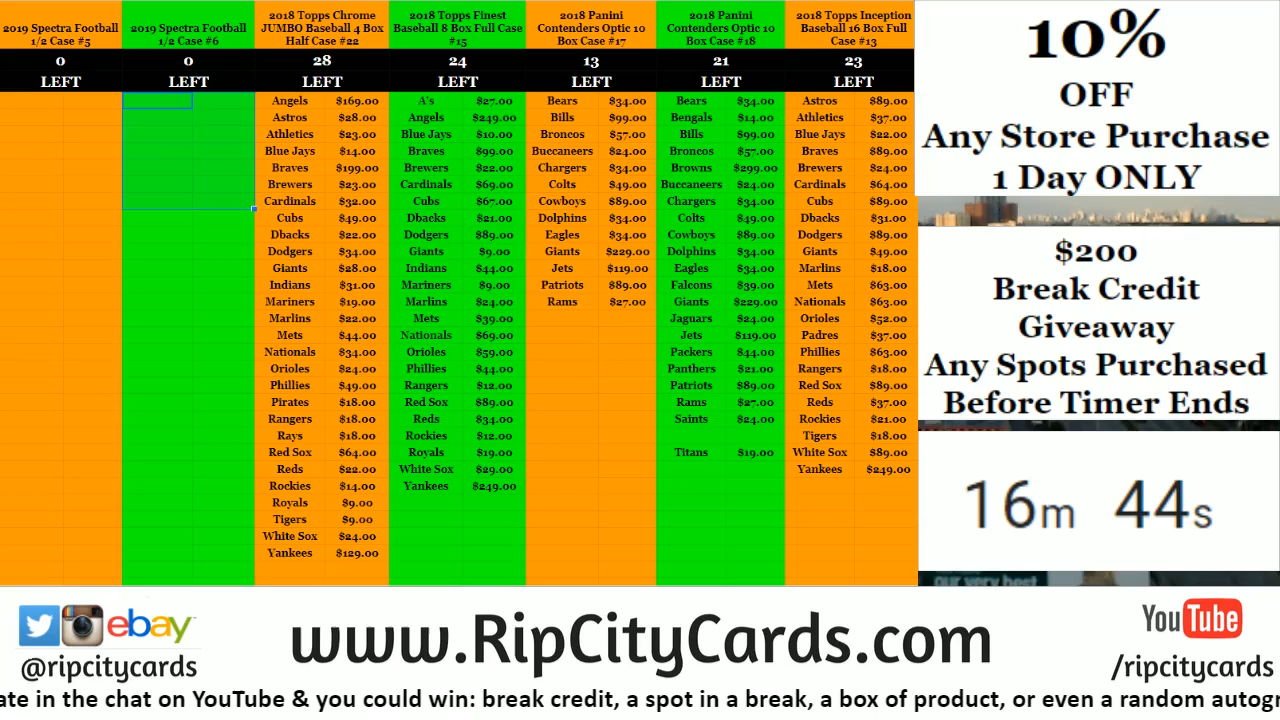 2019 Spectra Football
1/2 Case #5
0
LEFT
2019 Spectra Football
1/2 Case #6
0
LEFT
2018 Topps Chrome
JUMBO Baseball 4 Box
Half Case #22
28
LEFT
Angels $169.00
Astros $28.00
Athletics $23.00
Blue Jays $14.00
Braves $199.00
Brewers $23.00
Cardinals $32.00
Cubs $49.00
Dbacks $22.00
Dodgers $34.00
Giants $28.00
Indians $31.00
Mariners $19.00
Marlins $22.00
Mets $44.00
Nationals $34.00
Orioles $24.00
Phillies $49.00
Pirates $18.00
Rangers $18.00
Rays $18.00
Red Sox $64.00
Reds $22.00
Rockies $14.00
Royals $9.00
Tigers $9.00
White Sox $24.00
Yankees $129.00
2018 Topps Finest
Baseball 8 Box Full Case
#15
24
LEFT
A's $27.00
Angels $249.00
Blue Jays $10.00
Braves $99.00
Brewers $22.00
Cardinals $69.00
Cubs $67.00
Dbacks $21.00
Dodgers $89.00
Giants $9.00
Indians $44.00
Mariners $9.00
Marlins $24.00
Mets $39.00
Nationals $69.00
Orioles $59.00
Phillies $44.00
Rangers $12.00
Red Sox $89.00
Reds $34.00
Rockies $12.00
Royals $19.00
White Sox $29.00
Yankees $249.00
2018 Panini
Contenders Optic 10
Box Case #17
13
LEFT
Bears $34.00
Bills $99.00
Broncos $57.00
Buccaneers $24.00
Chargers $34.00
Colts $49.00
Cowboys $89.00
Dolphins $34.00
Eagles $34.00
Giants $229.00
Jets $119.00
Patriots $89.00
Rams $27.00
2018 Panini
Contenders Optic 10
Box Case #18
21
LEFT
Bears $34.00
Bengals $14.00
Bills $99.00
Broncos $57.00
Browns $299.00
Buccaneers $24.00
Chargers $34.00
Colts $49.00
Cowboys $89.00
Dolphins $34.00
Eagles $34.00
Falcons $39.00
Giants $229.00
Jaguars $24.00
Jets $119.00
Packers $44.00
Panthers $21.00
Patriots $89.00
Rams $27.00
Saints $24.00
Titans $19.00
2018 Topps Inception
Baseball 16 Box Full
Case #13
23
LEFT
Astros $89.00
Athletics $37.00
Blue Jays $22.00
Braves $89.00
Brewers $24.00
Cardinals $64.00
Cubs $89.00
Dbacks $31.00
Dodgers $89.00
Giants $49.00
Marlins $18.00
Mets $63.00
Nationals $63.00
Orioles $52.00
Padres $37.00
Phillies $63.00
Rangers $18.00
Red Sox $89.00
Reds $37.00
Rockies $21.00
Tigers $18.00
White Sox $89.00
Yankees $249.00
10%
OFF
Any Store Purchase
1 Day ONLY
$200
Break Credit
Giveaway
Any Spots Purchased
Before Timer Ends
16m 44s
our very best
ebay
@ripcitycards
www.RipCityCards.com
YouTube
/ripcitycards
ate in the chat on YouTube & you could win: break credit, a spot in a break, a box of product, or even a random autogr